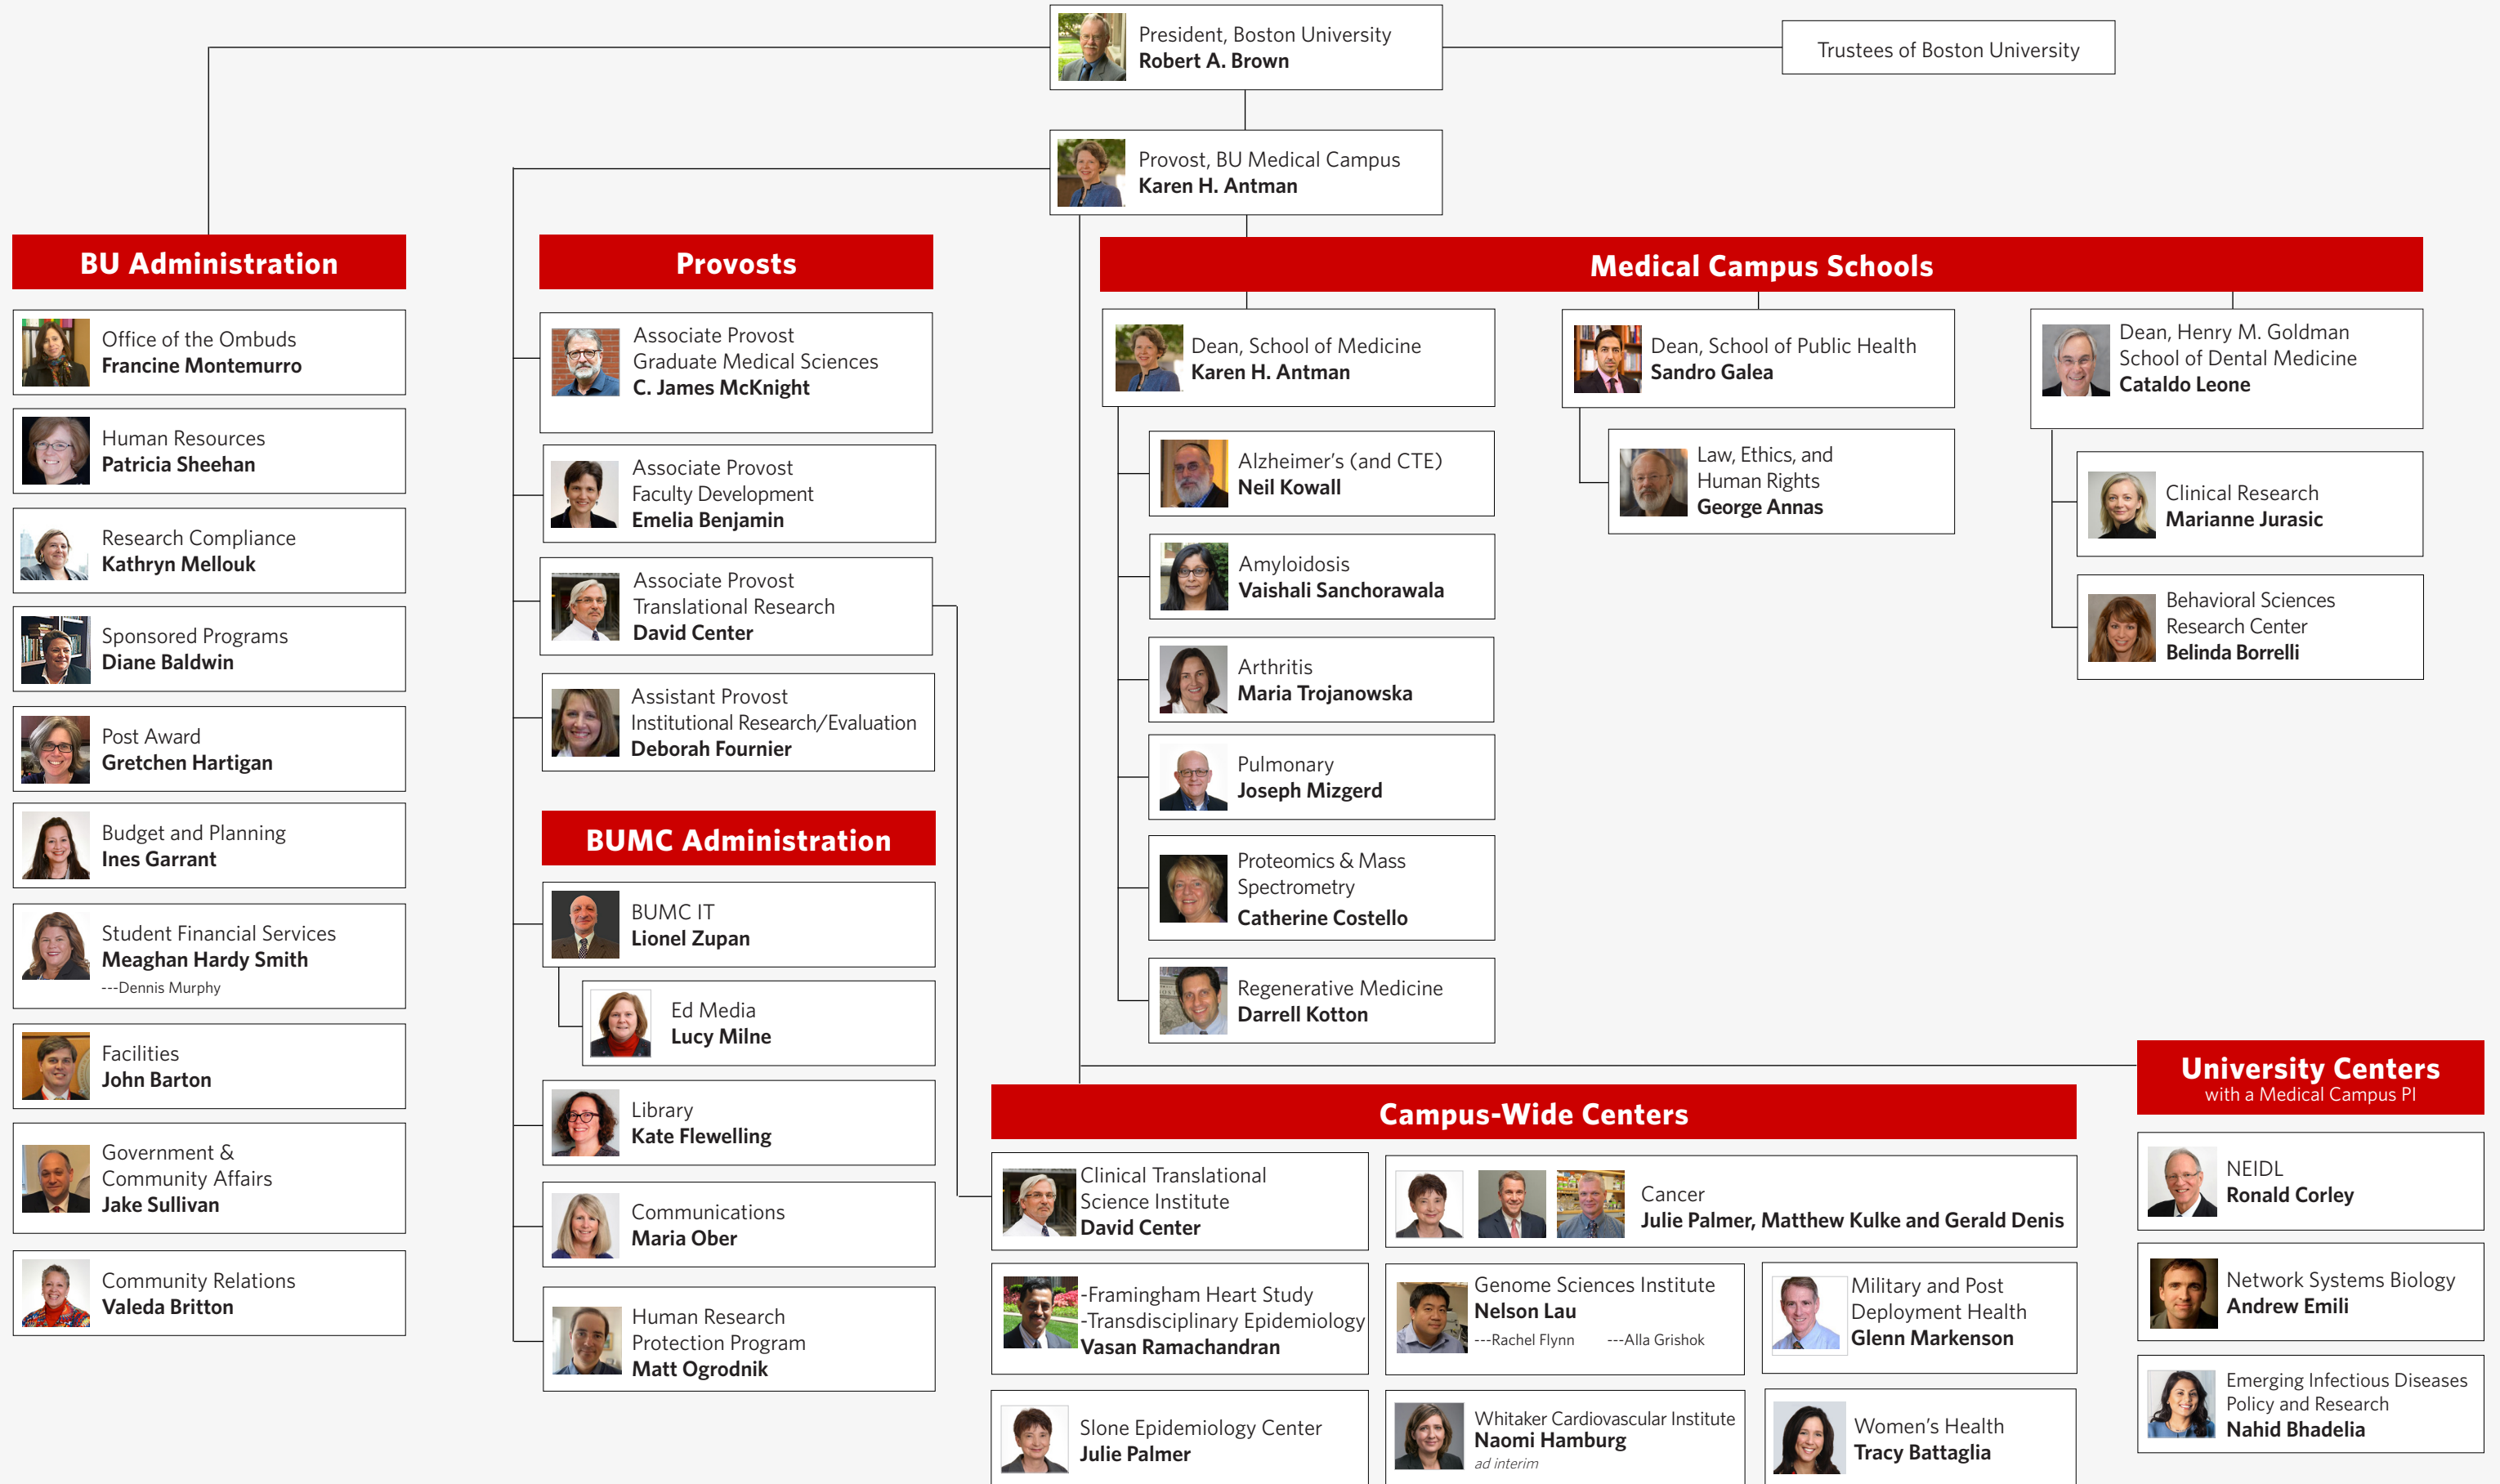 President, Boston University
Robert A. Brown
Trustees of Boston University
Provost, BU Medical Campus
Karen H. Antman
BU Administration
Office of the Ombuds
Francine Montemurro
Human Resources
Patricia Sheehan
Research Compliance
Kathryn Mellouk
Sponsored Programs
Diane Baldwin
Post Award
Gretchen Hartigan
Budget and Planning
Ines Garrant
Student Financial Services
Meaghan Hardy Smith
---Dennis Murphy
Facilities
John Barton
Government &
Community Affairs
Jake Sullivan
Community Relations
Valeda Britton
Provosts
Associate Provost
Graduate Medical Sciences
C. James McKnight
Associate Provost
Faculty Development
Emelia Benjamin
Associate Provost
Translational Research
David Center
Assistant Provost
Institutional Research/Evaluation
Deborah Fournier
BUMC Administration
BUMC IT
Lionel Zupan
Ed Media
Lucy Milne
Library
Kate Flewelling
Communications
Maria Ober
Human Research
Protection Program
Matt Ogrodnik
Medical Campus Schools
Dean, School of Medicine
Karen H. Antman
Alzheimer's (and CTE)
Neil Kowall
Amyloidosis
Vaishali Sanchorawala
Arthritis
Maria Trojanowska
Pulmonary
Joseph Mizgerd
Proteomics & Mass
Spectrometry
Catherine Costello
Regenerative Medicine
Darrell Kotton
Dean, School of Public Health
Sandro Galea
Law, Ethics, and
Human Rights
George Annas
Dean, Henry M. Goldman
School of Dental Medicine
Cataldo Leone
Clinical Research
Marianne Jurasic
Behavioral Sciences
Research Center
Belinda Borrelli
Campus-Wide Centers
Clinical Translational
Science Institute
David Center
Cancer
Julie Palmer, Matthew Kulke and Gerald Denis
-Framingham Heart Study
-Transdisciplinary Epidemiology
Vasan Ramachandran
Genome Sciences Institute
Nelson Lau
---Rachel Flynn ---Alla Grishok
Military and Post
Deployment Health
Glenn Markenson
Slone Epidemiology Center
Julie Palmer
Whitaker Cardiovascular Institute
Naomi Hamburg
ad interim
Women's Health
Tracy Battaglia
University Centers
with a Medical Campus PI
NEIDL
Ronald Corley
Network Systems Biology
Andrew Emili
Emerging Infectious Diseases
Policy and Research
Nahid Bhadelia